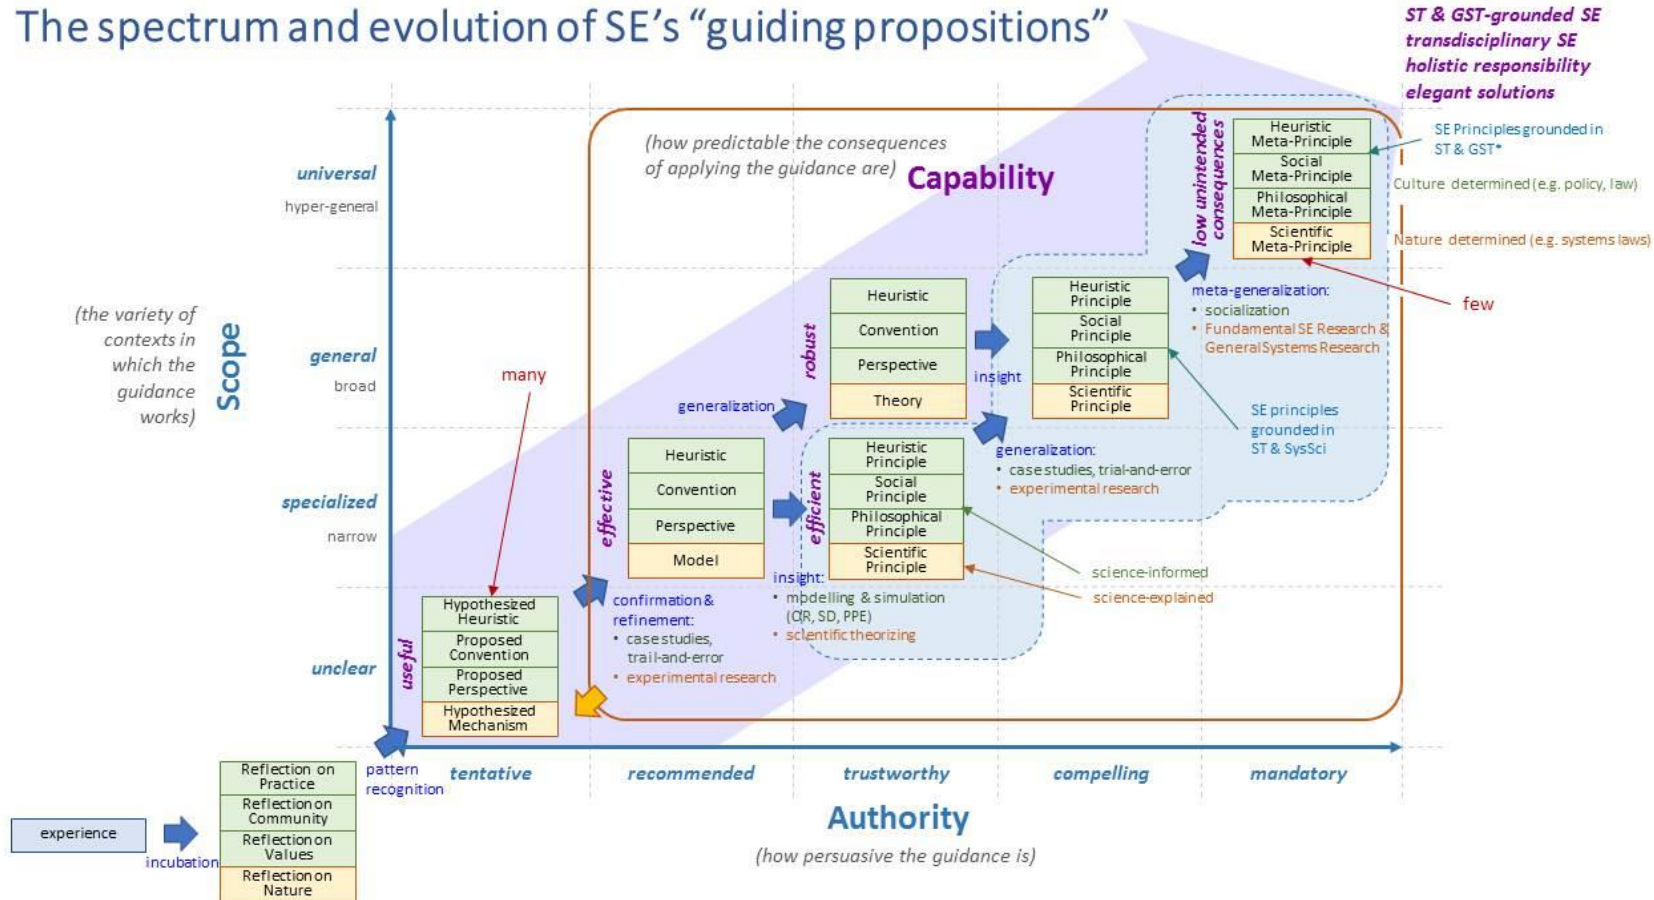 The spectrum and evolution of SE's "guiding propositions"
ST & GST-grounded SE
transdisciplinary SE
holistic responsibility
elegant solutions
(how predictable the consequences
of applying the guidance are)
Capability
universal
hyper-general
general
broad
specialized
narrow
unclear
(the variety of
contexts in
which the
guidance
works)
Scope
low unintended
consequences
Heuristic
Meta-Principle
Social
Meta-Principle
Philosophical
Meta-Principle
Scientific
Meta-Principle
SE Principles grounded in
ST & GST*
Culture determined (e.g. policy, law)
Nature determined (e.g. systems laws)
few
meta-generalization:
• socialization
• Fundamental SE Research &
General Systems Research
robust
Heuristic
Convention
Perspective
Theory
insight
Heuristic
Principle
Social
Principle
Philosophical
Principle
Scientific
Principle
SE principles
grounded in
ST & SysSci
many
generalization
generalization:
• case studies, trial-and-error
• experimental research
effective
Heuristic
Convention
Perspective
Model
efficient
Heuristic
Principle
Social
Principle
Philosophical
Principle
Scientific
Principle
science-informed
science-explained
insight:
• modelling & simulation
(OR, SD, PPE)
• scientific theorizing
confirmation &
refinement:
• case studies,
trail-and-error
• experimental research
useful
Hypothesized
Heuristic
Proposed
Convention
Proposed
Perspective
Hypothesized
Mechanism
pattern
recognition
tentative
recommended
trustworthy
compelling
mandatory
Authority
(how persuasive the guidance is)
experience
incubation
Reflection on
Practice
Reflection on
Community
Reflection on
Values
Reflection on
Nature